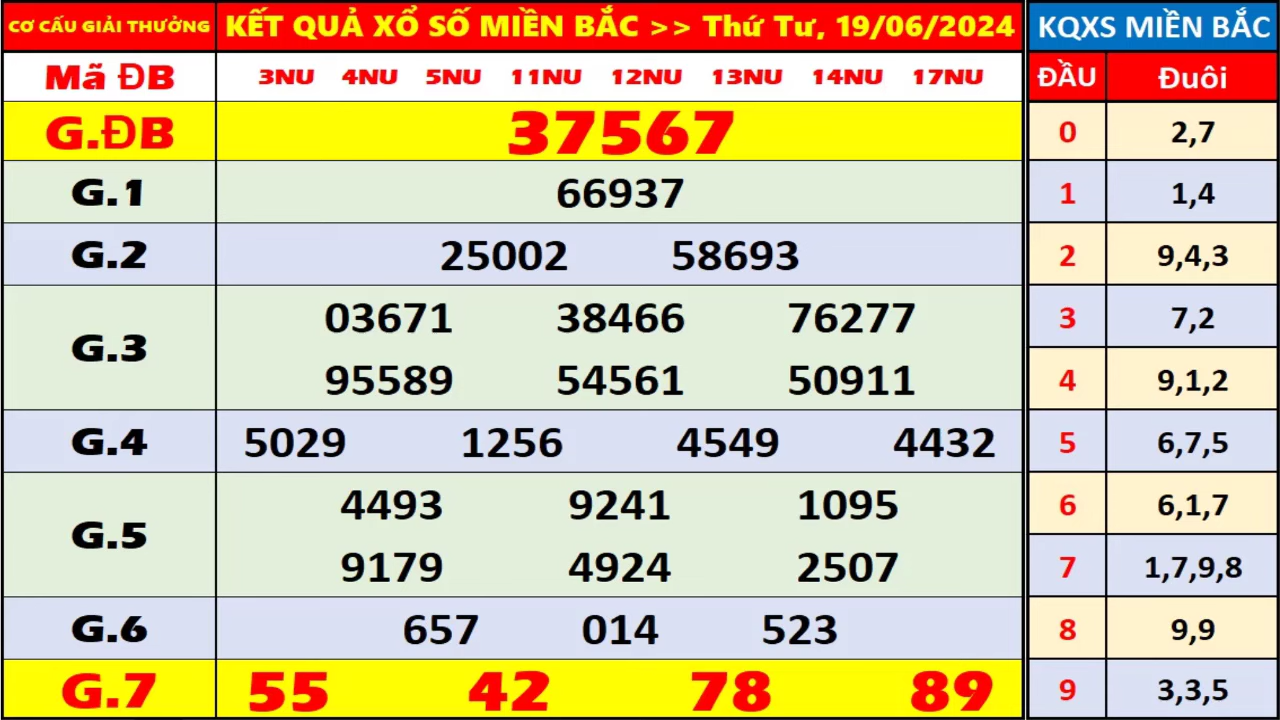 CƠ CẤU GIẢI THƯỞNG KẾT QUẢ XỔ SỐ MIỀN BẮC >> Thứ Tư, 19/06/2024 KQXS MIỀN BẮC
Mã ĐB 3NU 4NU 5NU 11NU 12NU 13NU 14NU 17NU ĐẦU Đuôi
G.ĐB 37567 0 2,7
G.1 66937 1 1,4
G.2 25002 58693 2 9,4,3
G.3 03671 38466 76277 3 7,2
95589 54561 50911 4 9,1,2
G.4 5029 1256 4549 4432 5 6,7,5
G.5 4493 9241 1095 6 6,1,7
9179 4924 2507 7 1,7,9,8
G.6 657 014 523 8 9,9
G.7 55 42 78 89 9 3,3,5